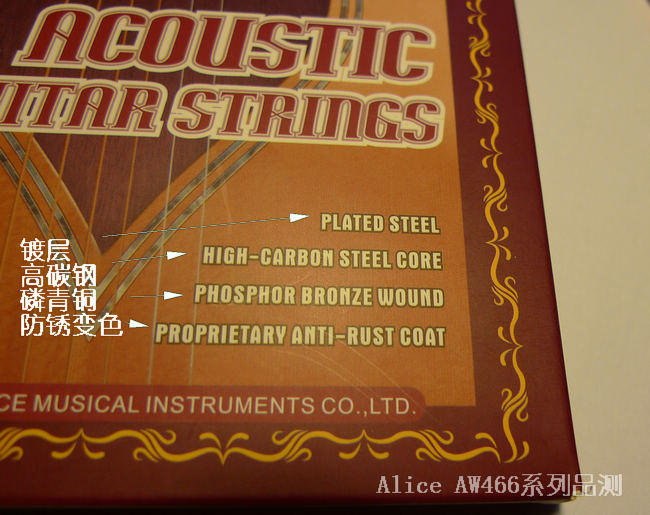 ACOUSTIC
UITAR STRINGS
镀层
PLATED STEEL
高碳钢
HIGH-CARBON STEEL CORE
磷青铜
PHOSPHOR BRONZE WOUND
防锈变色
PROPRIETARY ANTI-RUST COAT
CE MUSICAL INSTRUMENTS CO.,LTD.
Alice AW466系列品测